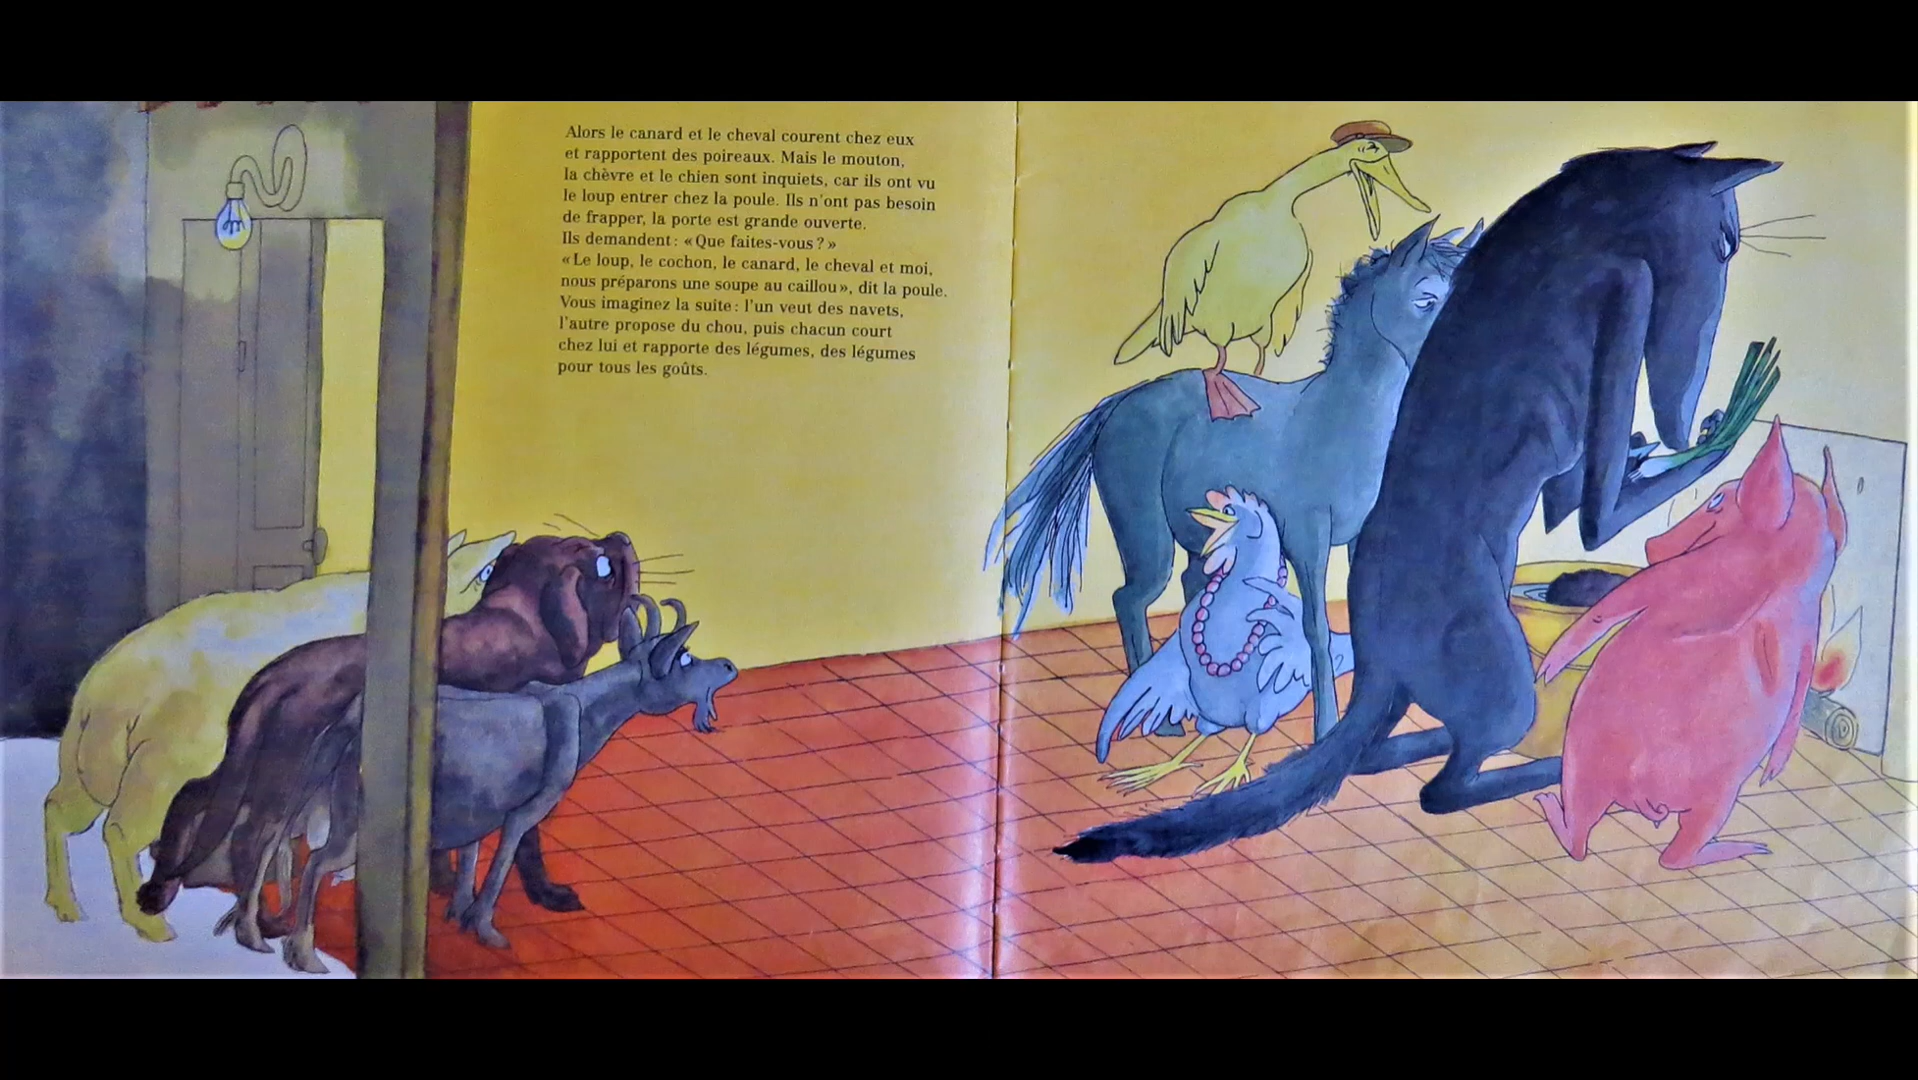 Alors le canard et le cheval courent chez eux
et rapportent des poireaux. Mais le mouton,
la chèvre et le chien sont inquiets, car ils ont vu
le loup entrer chez la poule. Ils n'ont pas besoin
de frapper, la porte est grande ouverte.
Ils demandent : « Que faites-vous ? »
« Le loup, le cochon, le canard, le cheval et moi,
nous préparons une soupe au caillou », dit la poule.
Vous imaginez la suite : l'un veut des navets,
l'autre propose du chou, puis chacun court
chez lui et rapporte des légumes, des légumes
pour tous les goûts.